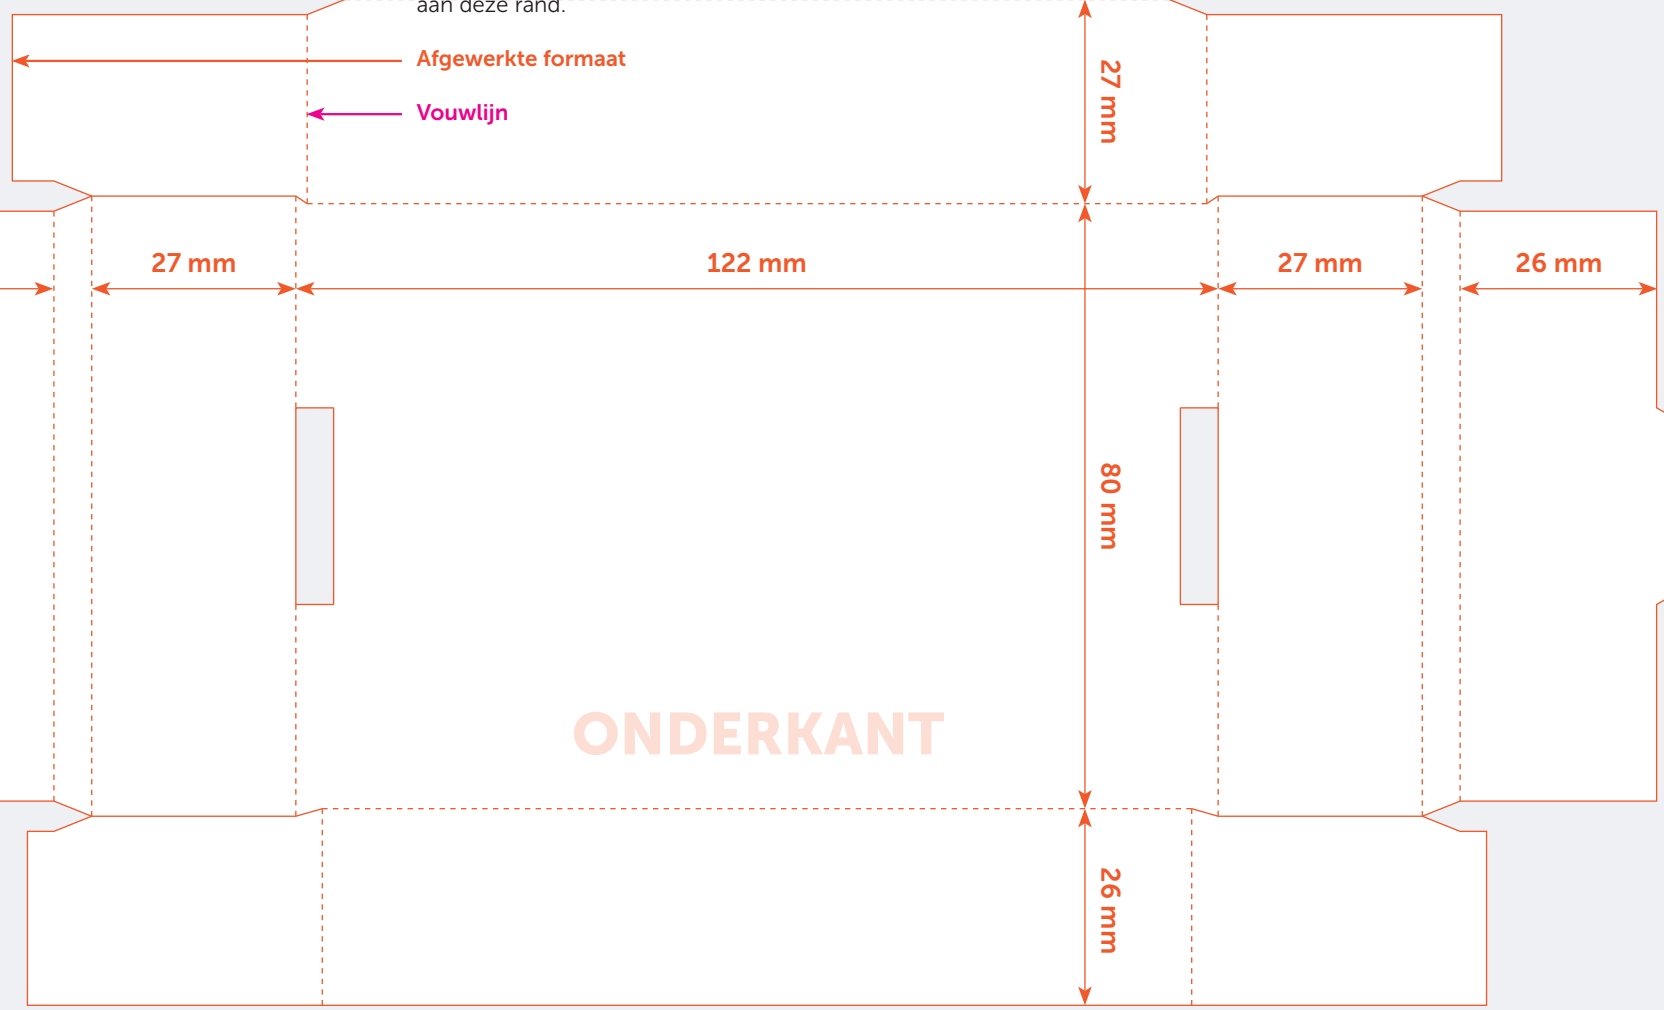 aan deze rand.
Afgewerkte formaat
Vouwlijn
27 mm
27 mm
122 mm
27 mm
26 mm
80 mm
ONDERKANT
26 mm